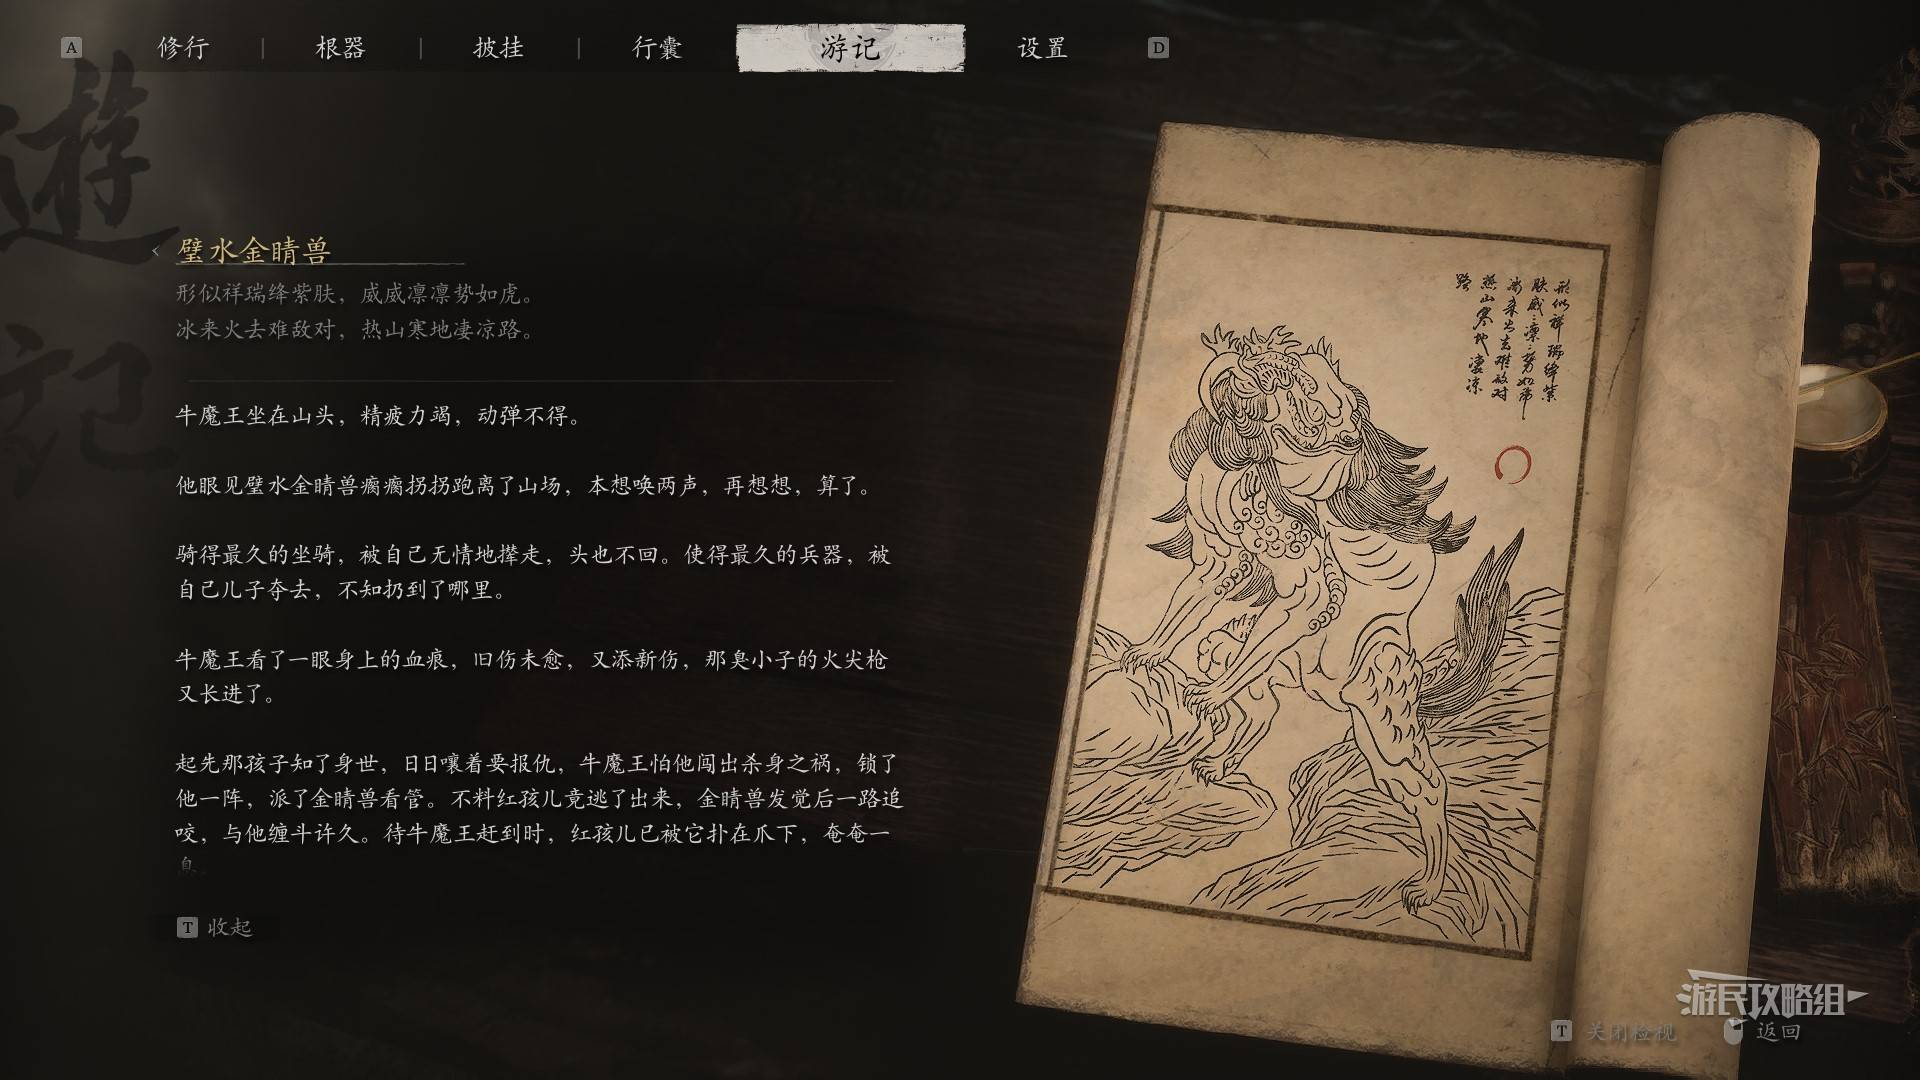 A 修行 | 根器 | 披挂 | 行囊 游记 设置 D
遊記
璧水金睛兽
形似祥瑞绛紫肤，威威凛凛势如虎。
冰来火去难敌对，热山寒地凄凉路。
牛魔王坐在山头，精疲力竭，动弹不得。
他眼见璧水金睛兽瘸瘸拐拐跑离了山场，本想唤两声，再想想，算了。
骑得最久的坐骑，被自己无情地撵走，头也不回。使得最久的兵器，被
自己儿子夺去，不知扔到了哪里。
牛魔王看了一眼身上的血痕，旧伤未愈，又添新伤，那臭小子的火尖枪
又长进了。
起先那孩子知了身世，日日嚷着要报仇，牛魔王怕他闯出杀身之祸，锁了
他一阵，派了金睛兽看管。不料红孩儿竟逃了出来，金睛兽发觉后一路追
咬，与他缠斗许久。待牛魔王赶到时，红孩儿已被它扑在爪下，奄奄一
息。
T 收起
形似祥瑞绛紫
肤威々凛々势如虎
冰来火去难敌对
热山寒地凄凉
路
游民攻略组
T 关闭检视 返回